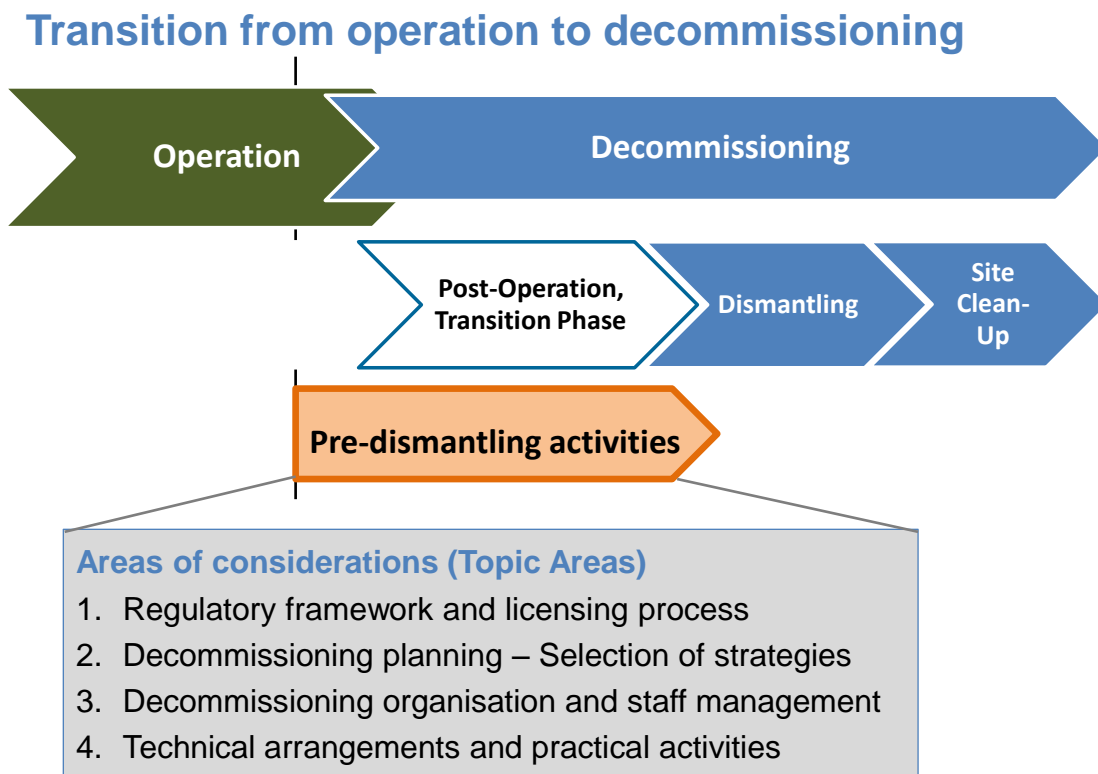 Transition from operation to decommissioning
Operation
Decommissioning
Post-Operation,
Transition Phase
Dismantling
Site
Clean-
Up
Pre-dismantling activities
Areas of considerations (Topic Areas)
1. Regulatory framework and licensing process
2. Decommissioning planning – Selection of strategies
3. Decommissioning organisation and staff management
4. Technical arrangements and practical activities